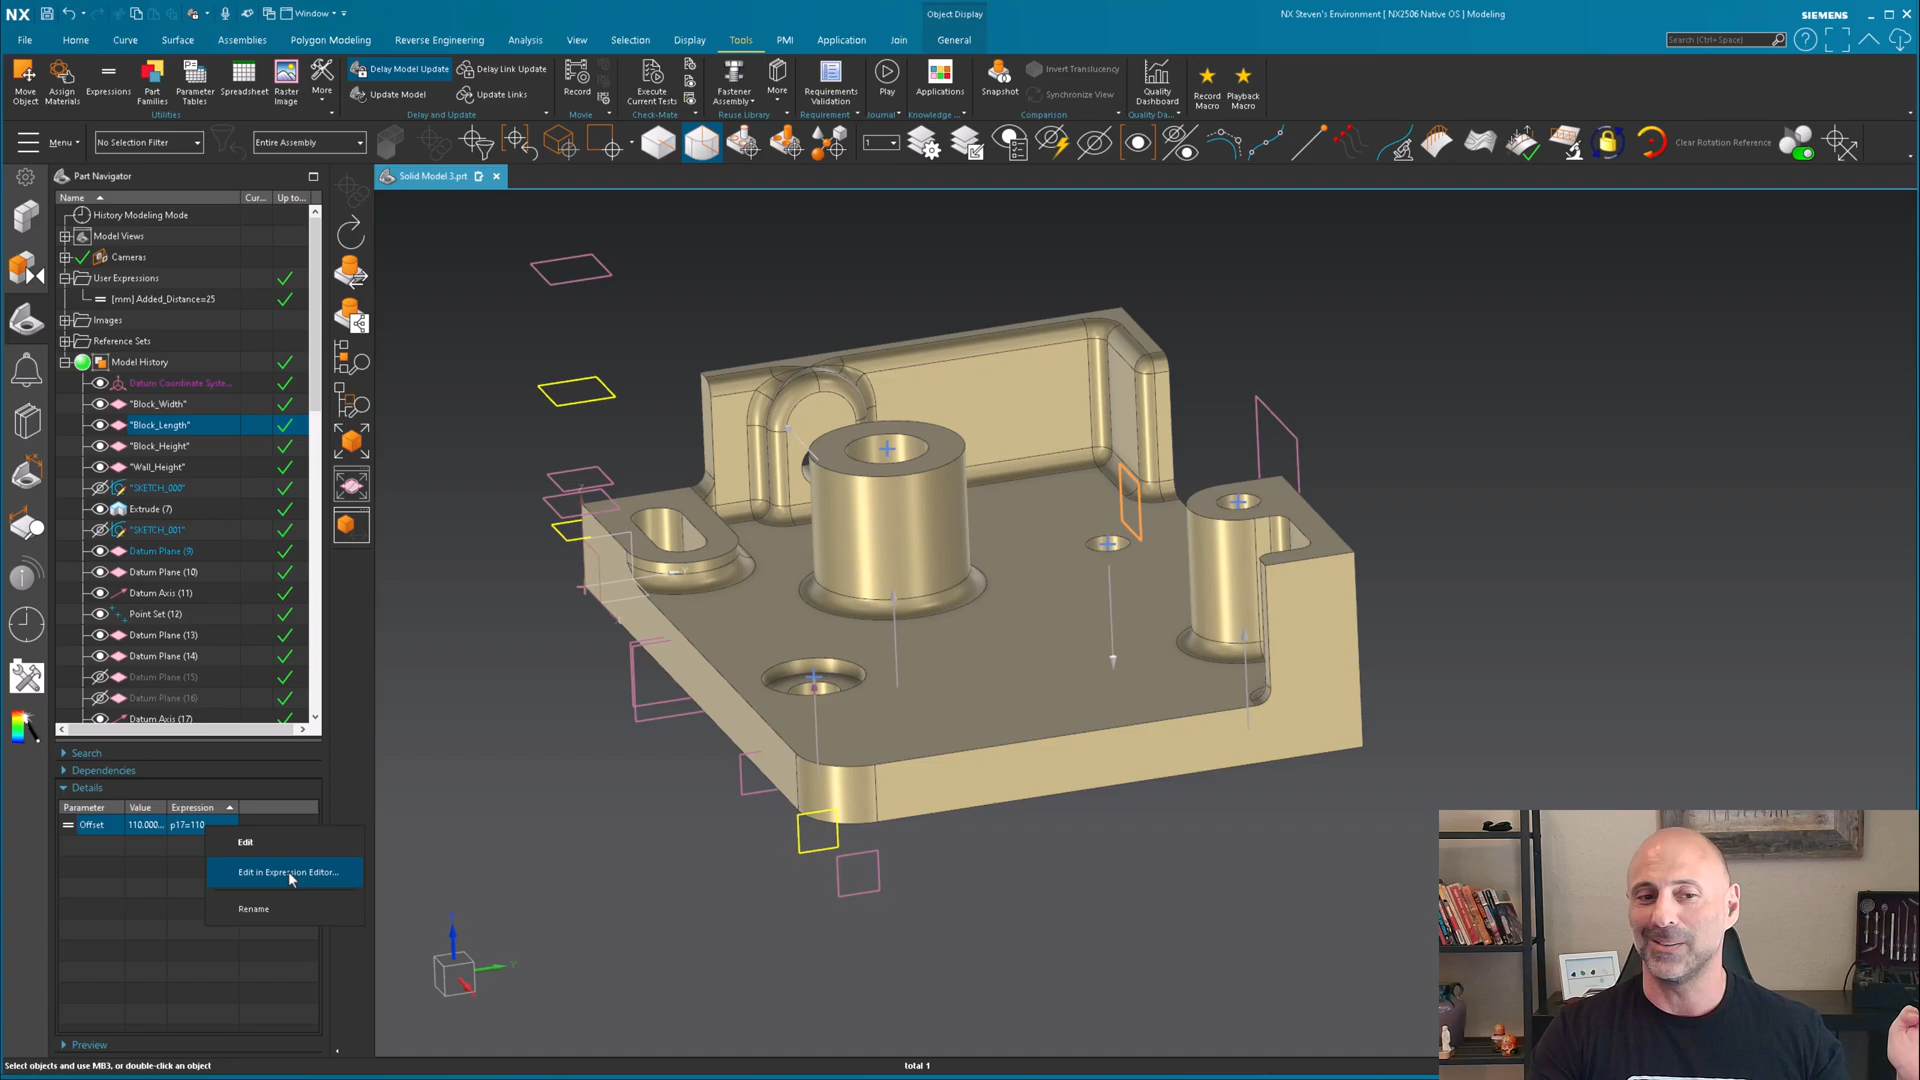 NX
Window
Object Display
NX Steven's Environment [ NX2506 Native OS ] Modeling
SIEMENS
File
Home
Curve
Surface
Assemblies
Polygon Modeling
Reverse Engineering
Analysis
View
Selection
Display
Tools
PMI
Application
Join
General
Search (Ctrl+Space)
Move Object
Assign Materials
Expressions
Part Families
Parameter Tables
Spreadsheet
Raster Image
More
Delay Model Update
Update Model
Delay Link Update
Update Links
Record
Execute Current Tests
Fastener Assembly
More
Requirements Validation
Play
Applications
Snapshot
Invert Translucency
Synchronize View
Quality Dashboard
Record Macro
Playback Macro
Utilities
Delay and Update
Movie
Check-Mate
Reuse Library
Requirement
Journal
Knowledge ...
Comparison
Quality Da...
Menu
No Selection Filter
Entire Assembly
1
Clear Rotation Reference
Part Navigator
Solid Model 3.prt
Name
Cur...
Up to...
History Modeling Mode
Model Views
Cameras
User Expressions
[mm] Added_Distance=25
Images
Reference Sets
Model History
Datum Coordinate Syste...
"Block_Width"
"Block_Length"
"Block_Height"
"Wall_Height"
"SKETCH_000"
Extrude (7)
"SKETCH_001"
Datum Plane (9)
Datum Plane (10)
Datum Axis (11)
Point Set (12)
Datum Plane (13)
Datum Plane (14)
Datum Plane (15)
Datum Plane (16)
Datum Axis (17)
Search
Dependencies
Details
Parameter
Value
Expression
Offset
110.000...
p17=110
Edit
Edit in Expression Editor...
Rename
Preview
Y
Select objects and use MB3, or double-click an object
total 1